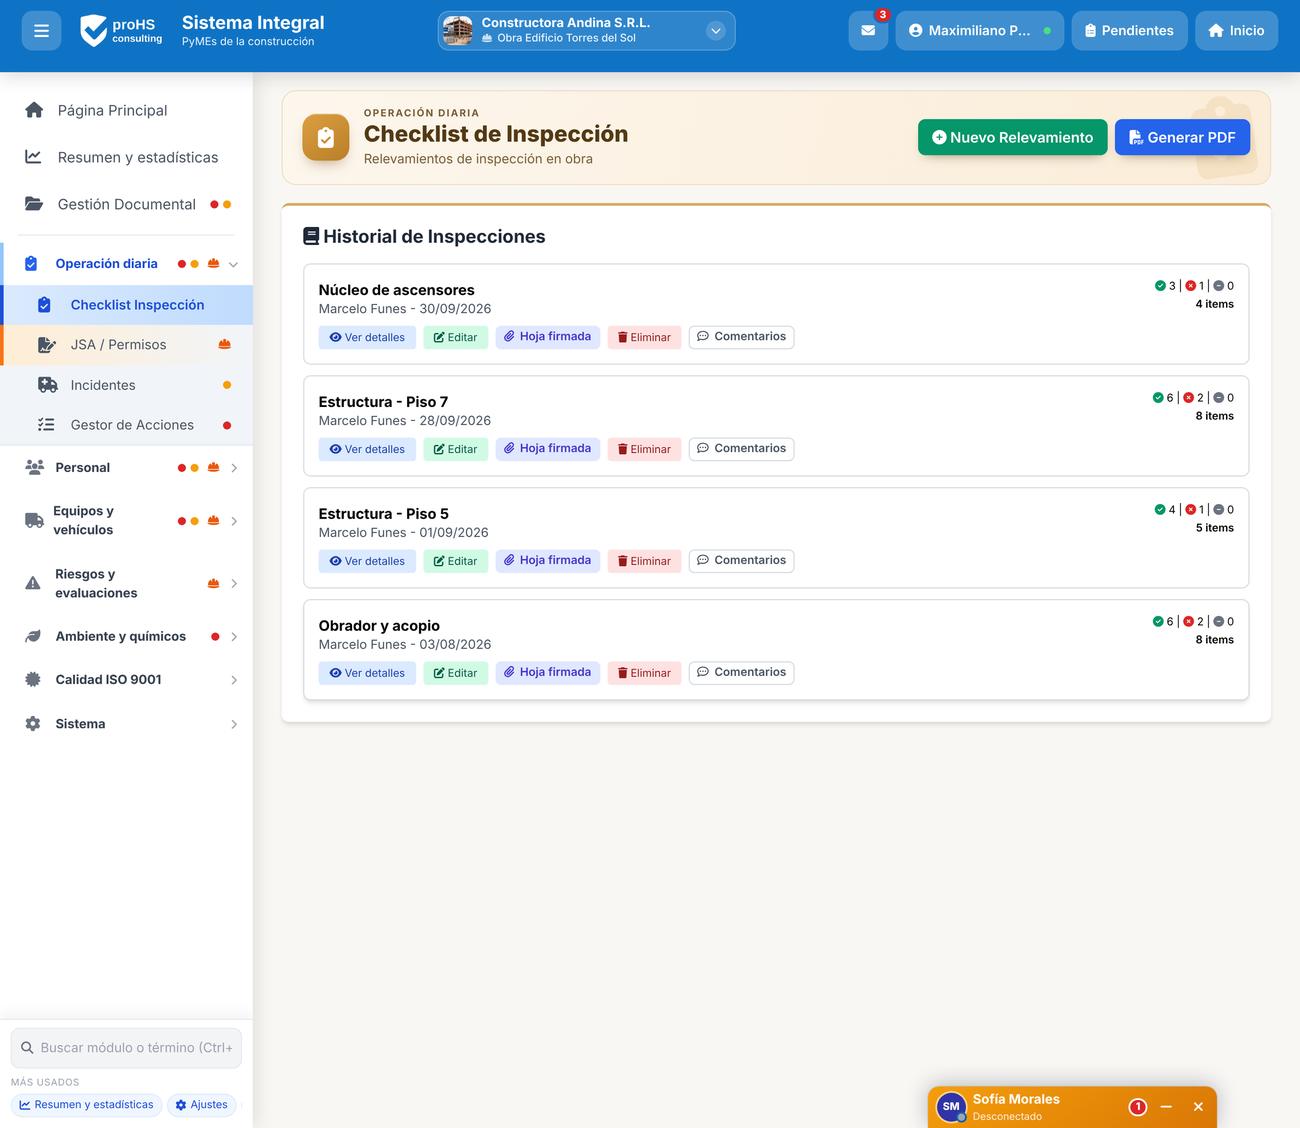 proHS
consulting
Sistema Integral
PyMEs de la construcción
Constructora Andina S.R.L.
Obra Edificio Torres del Sol
3
Maximiliano P...
Pendientes
Inicio
Página Principal
Resumen y estadísticas
Gestión Documental
Operación diaria
Checklist Inspección
JSA / Permisos
Incidentes
Gestor de Acciones
Personal
Equipos y
vehículos
Riesgos y
evaluaciones
Ambiente y químicos
Calidad ISO 9001
Sistema
Buscar módulo o término (Ctrl+
MÁS USADOS
Resumen y estadísticas
Ajustes
OPERACIÓN DIARIA
Checklist de Inspección
Relevamientos de inspección en obra
Nuevo Relevamiento
PDF Generar PDF
Historial de Inspecciones
Núcleo de ascensores
Marcelo Funes - 30/09/2026
3 | 1 | 0
4 items
Ver detalles Editar Hoja firmada Eliminar Comentarios
Estructura - Piso 7
Marcelo Funes - 28/09/2026
6 | 2 | 0
8 items
Ver detalles Editar Hoja firmada Eliminar Comentarios
Estructura - Piso 5
Marcelo Funes - 01/09/2026
4 | 1 | 0
5 items
Ver detalles Editar Hoja firmada Eliminar Comentarios
Obrador y acopio
Marcelo Funes - 03/08/2026
6 | 2 | 0
8 items
Ver detalles Editar Hoja firmada Eliminar Comentarios
SM
Sofía Morales
Desconectado
1